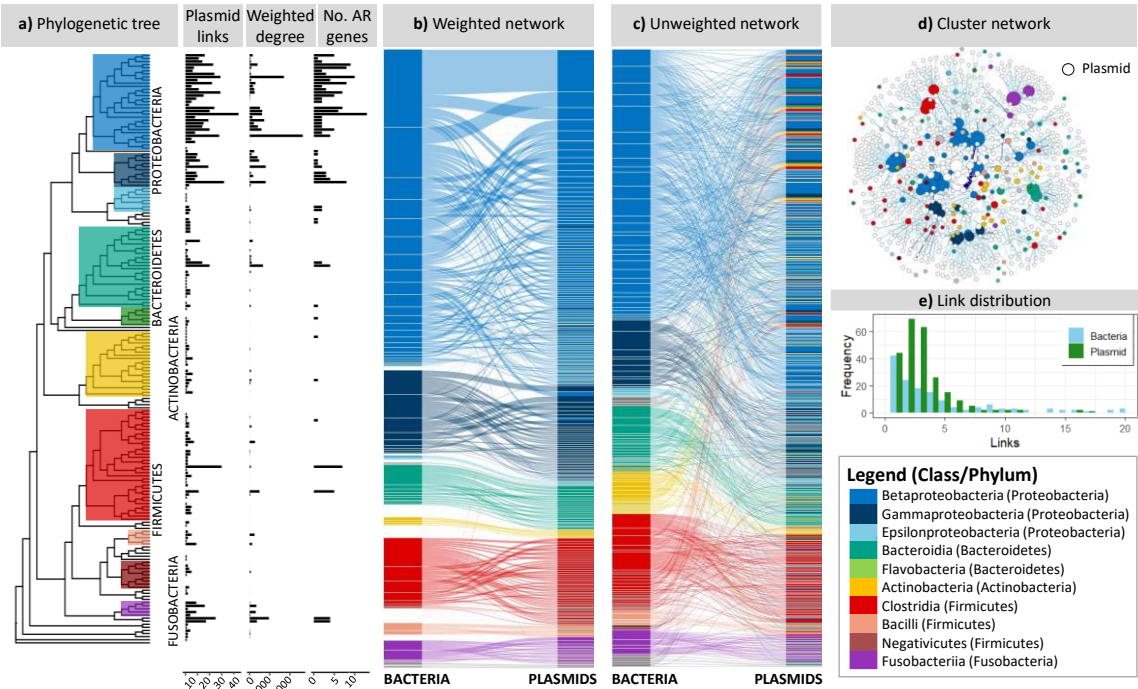 a) Phylogenetic tree
Plasmid
links
Weighted
degree
No. AR
genes
b) Weighted network
c) Unweighted network
d) Cluster network
PROTEOBACTERIA
BACTEROIDETES
ACTINOBACTERIA
FIRMICUTES
FUSOBACTERIA
10
20
30
40
0
0
5
10
BACTERIA
PLASMIDS
BACTERIA
PLASMIDS
Plasmid
e) Link distribution
Bacteria
Plasmid
Frequency
60
40
20
0
0
5
10
15
20
Links
Legend (Class/Phylum)
Betaproteobacteria (Proteobacteria)
Gammaproteobacteria (Proteobacteria)
Epsilonproteobacteria (Proteobacteria)
Bacteroidia (Bacteroidetes)
Flavobacteria (Bacteroidetes)
Actinobacteria (Actinobacteria)
Clostridia (Firmicutes)
Bacilli (Firmicutes)
Negativicutes (Firmicutes)
Fusobacteriia (Fusobacteria)